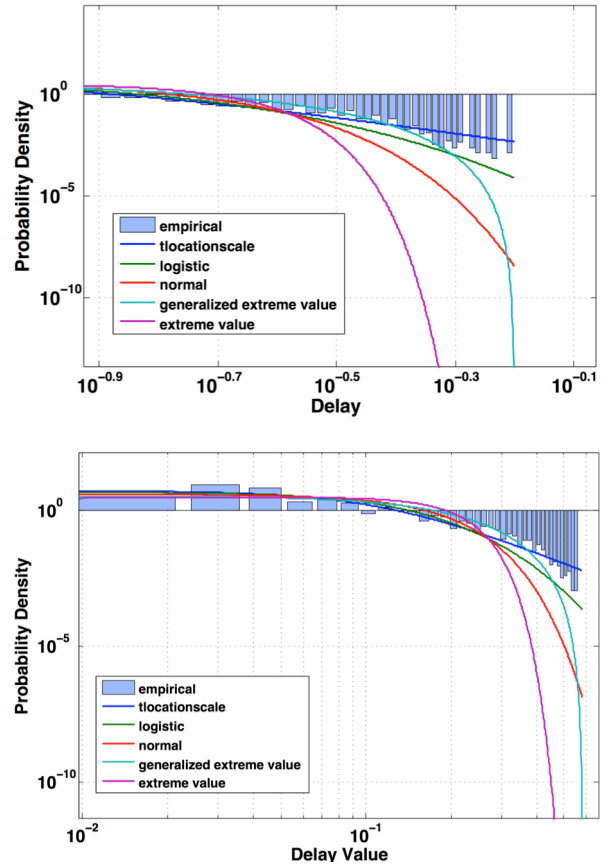 Probability Density
10^0
10^-5
10^-10
empirical
tlocationscale
logistic
normal
generalized extreme value
extreme value
10^-0.9 10^-0.7 10^-0.5 10^-0.3 10^-0.1
Delay
Probability Density
10^0
10^-5
10^-10
empirical
tlocationscale
logistic
normal
generalized extreme value
extreme value
10^-2 10^-1
Delay Value